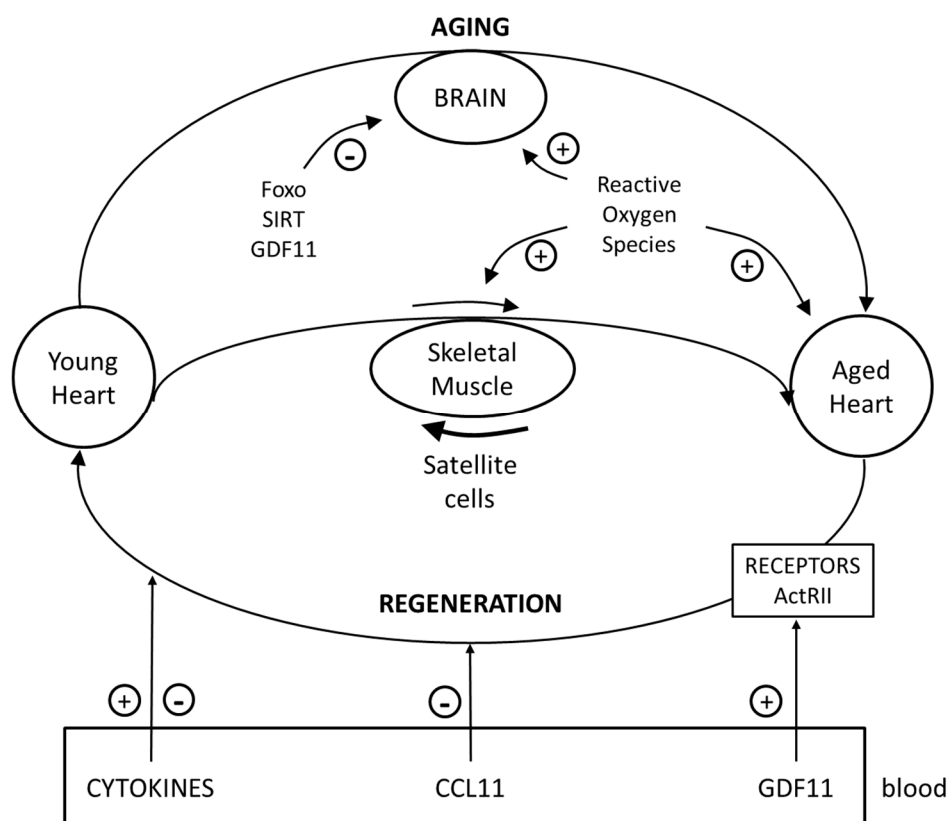 AGING
BRAIN
-
+
Foxo
SIRT
GDF11
Reactive
Oxygen
Species
+
+
Young
Heart
Skeletal
Muscle
Aged
Heart
Satellite
cells
RECEPTORS
ActRII
REGENERATION
+ -
-
+
CYTOKINES
CCL11
GDF11
blood